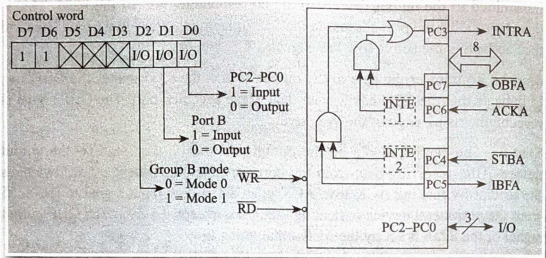 Control word
D7 D6 D5 D4 D3 D2 D1 D0
1 1 I/O I/O I/O
PC2–PC0
1 = Input
0 = Output
Port B
1 = Input
0 = Output
Group B mode
0 = Mode 0
1 = Mode 1
WR
RD
PC3 INTRA
8
PC7 OBFA
INTE
1
PC6 ACKA
INTE
2
PC4 STBA
PC5 IBFA
PC2–PC0 3 I/O